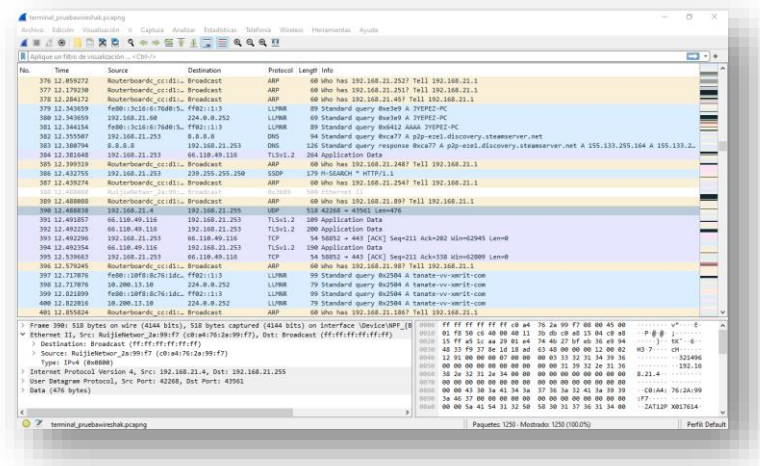 terminal_pruebawireshak.pcapng
Archivo Edición Visualización Ir Captura Analizar Estadísticas Telefonía Wireless Herramientas Ayuda
Aplique un filtro de visualización ... <Ctrl-/>
No. Time Source Destination Protocol Length Info
376 12.059272 Routerboardc_cc:d1:… Broadcast ARP 60 Who has 192.168.21.252? Tell 192.168.21.1
377 12.179230 Routerboardc_cc:d1:… Broadcast ARP 60 Who has 192.168.21.251? Tell 192.168.21.1
378 12.284172 Routerboardc_cc:d1:… Broadcast ARP 60 Who has 192.168.21.45? Tell 192.168.21.1
379 12.343659 fe80::3c16:6:76d0:5… ff02::1:3 LLMNR 89 Standard query 0xe3e9 A JYEPEZ-PC
380 12.343659 192.168.21.60 224.0.0.252 LLMNR 69 Standard query 0xe3e9 A JYEPEZ-PC
381 12.344154 fe80::3c16:6:76d0:5… ff02::1:3 LLMNR 89 Standard query 0x6412 AAAA JYEPEZ-PC
382 12.355507 192.168.21.253 8.8.8.8 DNS 94 Standard query 0xca77 A p2p-eze1.discovery.steamserver.net
383 12.380794 8.8.8.8 192.168.21.253 DNS 126 Standard query response 0xca77 A p2p-eze1.discovery.steamserver.net A 155.133.255.164 A 155.133.2…
384 12.381648 192.168.21.253 66.110.49.116 TLSv1.2 264 Application Data
385 12.399319 Routerboardc_cc:d1:… Broadcast ARP 60 Who has 192.168.21.248? Tell 192.168.21.1
386 12.432755 192.168.21.253 239.255.255.250 SSDP 179 M-SEARCH * HTTP/1.1
387 12.439274 Routerboardc_cc:d1:… Broadcast ARP 60 Who has 192.168.21.254? Tell 192.168.21.1
388 12.488008 RuijieNetwor_2a:99:… Broadcast 500 Ethernet II
389 12.488088 Routerboardc_cc:d1:… Broadcast ARP 60 Who has 192.168.21.89? Tell 192.168.21.1
390 12.488838 192.168.21.4 192.168.21.255 UDP 518 42268 → 43561 Len=476
391 12.491857 66.110.49.116 192.168.21.253 TLSv1.2 109 Application Data
392 12.492225 66.110.49.116 192.168.21.253 TLSv1.2 200 Application Data
393 12.492296 192.168.21.253 66.110.49.116 TCP 54 58852 → 443 [ACK] Seq=211 Ack=202 Win=62945 Len=0
394 12.492354 66.110.49.116 192.168.21.253 TLSv1.2 190 Application Data
395 12.539663 192.168.21.253 66.110.49.116 TCP 54 58852 → 443 [ACK] Seq=211 Ack=338 Win=62809 Len=0
396 12.579245 Routerboardc_cc:d1:… Broadcast ARP 60 Who has 192.168.21.98? Tell 192.168.21.1
397 12.717076 fe80::10f8:8c76:1dc… ff02::1:3 LLMNR 99 Standard query 0x2504 A tanate-vv-xmrit-com
398 12.717076 10.200.13.10 224.0.0.252 LLMNR 79 Standard query 0x2504 A tanate-vv-xmrit-com
399 12.821899 fe80::10f8:8c76:1dc… ff02::1:3 LLMNR 99 Standard query 0x2504 A tanate-vv-xmrit-com
400 12.822016 10.200.13.10 224.0.0.252 LLMNR 79 Standard query 0x2504 A tanate-vv-xmrit-com
401 12.855824 Routerboardc_cc:d1:… Broadcast ARP 60 Who has 192.168.21.186? Tell 192.168.21.1
Frame 390: 518 bytes on wire (4144 bits), 518 bytes captured (4144 bits) on interface \Device\NPF_{B
Ethernet II, Src: RuijieNetwor_2a:99:f7 (c0:a4:76:2a:99:f7), Dst: Broadcast (ff:ff:ff:ff:ff:ff)
Destination: Broadcast (ff:ff:ff:ff:ff:ff)
Source: RuijieNetwor_2a:99:f7 (c0:a4:76:2a:99:f7)
Type: IPv4 (0x0800)
Internet Protocol Version 4, Src: 192.168.21.4, Dst: 192.168.21.255
User Datagram Protocol, Src Port: 42268, Dst Port: 43561
Data (476 bytes)
0000 ff ff ff ff ff ff c0 a4 76 2a 99 f7 08 00 45 00
terminal_pruebawireshak.pcapng
Paquetes: 1250 · Mostrado: 1250 (100.0%)
Perfil: Default